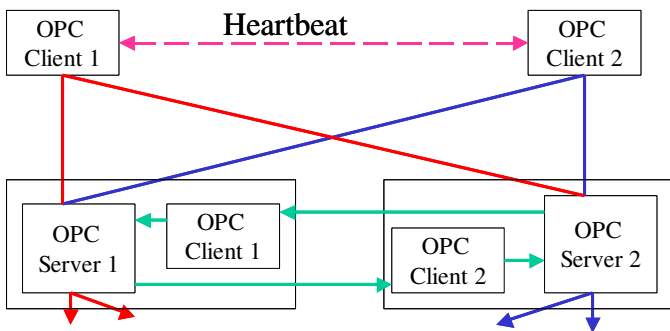 Heartbeat
OPC
Client 1
OPC
Client 2
OPC
Server 1
OPC
Client 1
OPC
Client 2
OPC
Server 2